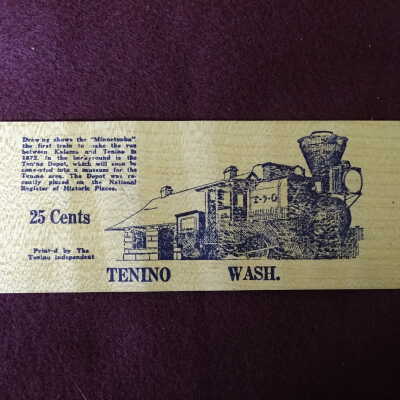 Drawing shows the "Minnetonka",
the first train to make the run
between Kalama and Tenino in
1872. In the background is the
Tenino Depot, which will soon be
converted into a museum for the
Tenino area. The Depot was re-
cently placed on the National
Register of Historic Places.
25 Cents
Printed by The
Tenino Independent
TENINO WASH.